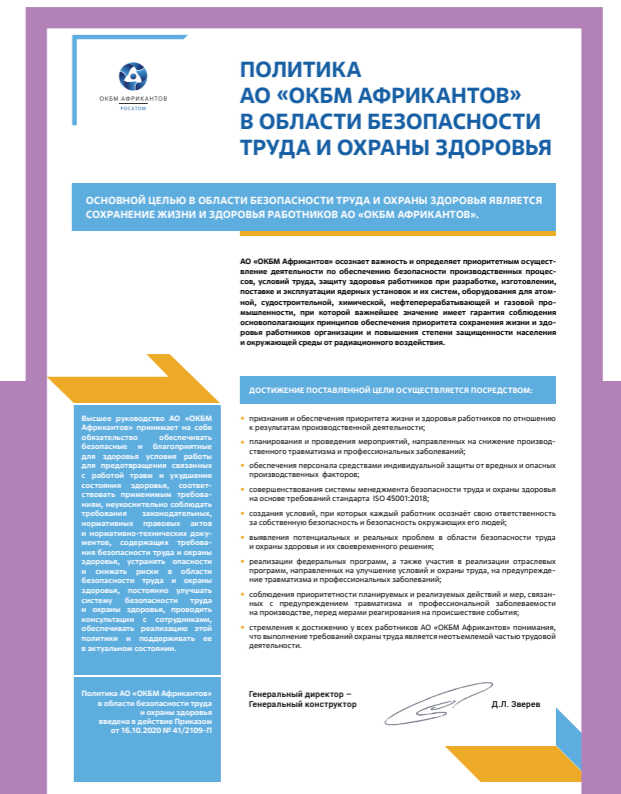 ОКБМ АФРИКАНТОВ
РОСАТОМ
ПОЛИТИКА
АО «ОКБМ АФРИКАНТОВ»
В ОБЛАСТИ БЕЗОПАСНОСТИ
ТРУДА И ОХРАНЫ ЗДОРОВЬЯ
ОСНОВНОЙ ЦЕЛЬЮ В ОБЛАСТИ БЕЗОПАСНОСТИ ТРУДА И ОХРАНЫ ЗДОРОВЬЯ ЯВЛЯЕТСЯ
СОХРАНЕНИЕ ЖИЗНИ И ЗДОРОВЬЯ РАБОТНИКОВ АО «ОКБМ АФРИКАНТОВ».
АО «ОКБМ Африкантов» осознает важность и определяет приоритетным осущест-
вление деятельности по обеспечению безопасности производственных процес-
сов, условий труда, защиту здоровья работников при разработке, изготовлении,
поставке и эксплуатации ядерных установок и их систем, оборудования для атом-
ной, судостроительной, химической, нефтеперерабатывающей и газовой про-
мышленности, при которой важнейшее значение имеет гарантия соблюдения
основополагающих принципов обеспечения приоритета сохранения жизни и здо-
ровья работников организации и повышения степени защищенности населения
и окружающей среды от радиационного воздействия.
Высшее руководство АО «ОКБМ
Африкантов» принимает на себя
обязательство обеспечивать
безопасные и благоприятные
для здоровья условия работы
для предотвращения связанных
с работой травм и ухудшения
состояния здоровья, соответ-
ствовать применимым требова-
ниям, неукоснительно соблюдать
требования законодательных,
нормативных правовых актов
и нормативно-технических доку-
ментов, содержащих требова-
ния безопасности труда и охраны
здоровья, устранять опасности
и снижать риски в области
безопасности труда и охраны
здоровья, постоянно улучшать
систему безопасности труда
и охраны здоровья, проводить
консультации с сотрудниками,
обеспечивать реализацию этой
политики и поддерживать ее
в актуальном состоянии.
Политика АО «ОКБМ Африкантов»
в области безопасности труда
и охраны здоровья
введена в действие Приказом
от 16.10.2020 № 41/2109-П
ДОСТИЖЕНИЕ ПОСТАВЛЕННОЙ ЦЕЛИ ОСУЩЕСТВЛЯЕТСЯ ПОСРЕДСТВОМ:
• признания и обеспечения приоритета жизни и здоровья работников по отношению
к результатам производственной деятельности;
• планирования и проведения мероприятий, направленных на снижение производ-
ственного травматизма и профессиональных заболеваний;
• обеспечения персонала средствами индивидуальной защиты от вредных и опасных
производственных факторов;
• совершенствования системы менеджмента безопасности труда и охраны здоровья
на основе требований стандарта ISO 45001:2018;
• создания условий, при которых каждый работник осознаёт свою ответственность
за собственную безопасность и безопасность окружающих его людей;
• выявления потенциальных и реальных проблем в области безопасности труда
и охраны здоровья и их своевременного решения;
• реализации федеральных программ, а также участия в реализации отраслевых
программ, направленных на улучшение условий и охраны труда, на предупрежде-
ние травматизма и профессиональных заболеваний;
• соблюдения приоритетности планируемых и реализуемых действий и мер, связан-
ных с предупреждением травматизма и профессиональной заболеваемости
на производстве, перед мерами реагирования на происшествие события;
• стремления к достижению у всех работников АО «ОКБМ Африкантов» понимания,
что выполнение требований охраны труда является неотъемлемой частью трудовой
деятельности.
Генеральный директор –
Генеральный конструктор
Д.Л. Зверев